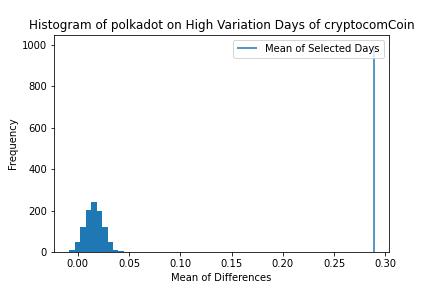 Histogram of polkadot on High Variation Days of cryptocomCoin
Mean of Selected Days
1000
800
600
400
200
0
Frequency
0.00 0.05 0.10 0.15 0.20 0.25 0.30
Mean of Differences